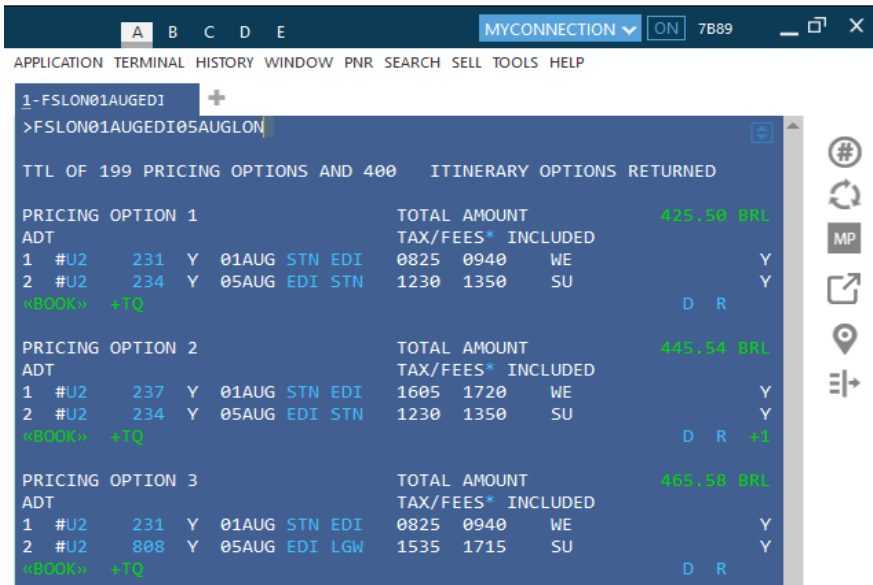 A B C D E MYCONNECTION ON 7B89
APPLICATION TERMINAL HISTORY WINDOW PNR SEARCH SELL TOOLS HELP
1-FSLON01AUGEDI
>FSLON01AUGEDI05AUGLON
TTL OF 199 PRICING OPTIONS AND 400 ITINERARY OPTIONS RETURNED
PRICING OPTION 1 TOTAL AMOUNT 425.50 BRL
ADT TAX/FEES* INCLUDED
1 #U2 231 Y 01AUG STN EDI 0825 0940 WE Y
2 #U2 234 Y 05AUG EDI STN 1230 1350 SU Y
«BOOK» +TQ D R
PRICING OPTION 2 TOTAL AMOUNT 445.54 BRL
ADT TAX/FEES* INCLUDED
1 #U2 237 Y 01AUG STN EDI 1605 1720 WE Y
2 #U2 234 Y 05AUG EDI STN 1230 1350 SU Y
«BOOK» +TQ D R +1
PRICING OPTION 3 TOTAL AMOUNT 465.58 BRL
ADT TAX/FEES* INCLUDED
1 #U2 231 Y 01AUG STN EDI 0825 0940 WE Y
2 #U2 808 Y 05AUG EDI LGW 1535 1715 SU Y
«BOOK» +TQ D R
#
MP